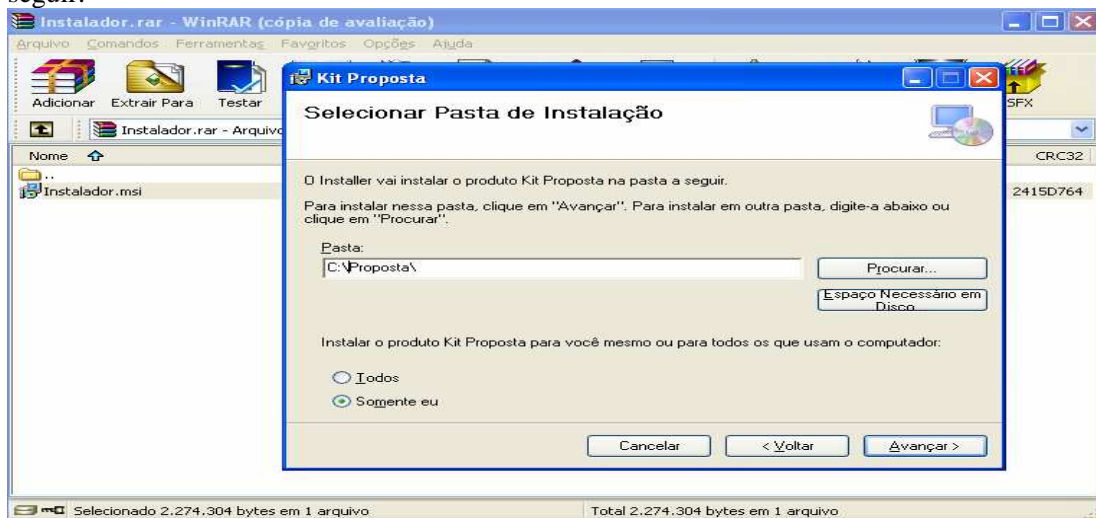 seguir:
Instalador.rar - WinRAR (cópia de avaliação)
Arquivo Comandos Ferramentas Favoritos Opções Ajuda
Adicionar Extrair Para Testar SFX
Instalador.rar - Arquivo
Nome CRC32
..
Instalador.msi 2415D764
Kit Proposta
Selecionar Pasta de Instalação
O Installer vai instalar o produto Kit Proposta na pasta a seguir.
Para instalar nessa pasta, clique em "Avançar". Para instalar em outra pasta, digite-a abaixo ou
clique em "Procurar".
Pasta:
C:\Proposta\
Procurar...
Espaço Necessário em
Disco...
Instalar o produto Kit Proposta para você mesmo ou para todos os que usam o computador:
Todos
Somente eu
Cancelar < Voltar Avançar >
Selecionado 2.274.304 bytes em 1 arquivo Total 2.274.304 bytes em 1 arquivo